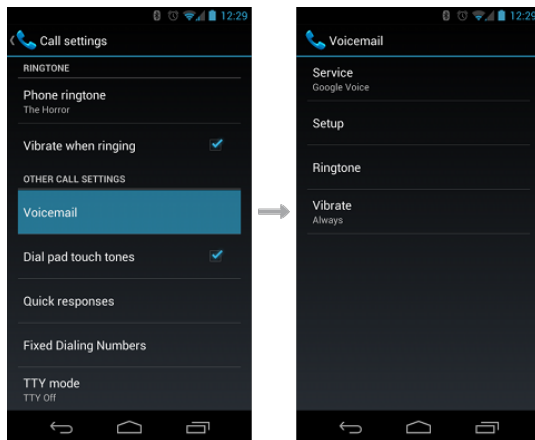 12:29
Call settings
RINGTONE
Phone ringtone
The Horror
Vibrate when ringing
OTHER CALL SETTINGS
Voicemail
Dial pad touch tones
Quick responses
Fixed Dialing Numbers
TTY mode
TTY Off
12:29
Voicemail
Service
Google Voice
Setup
Ringtone
Vibrate
Always